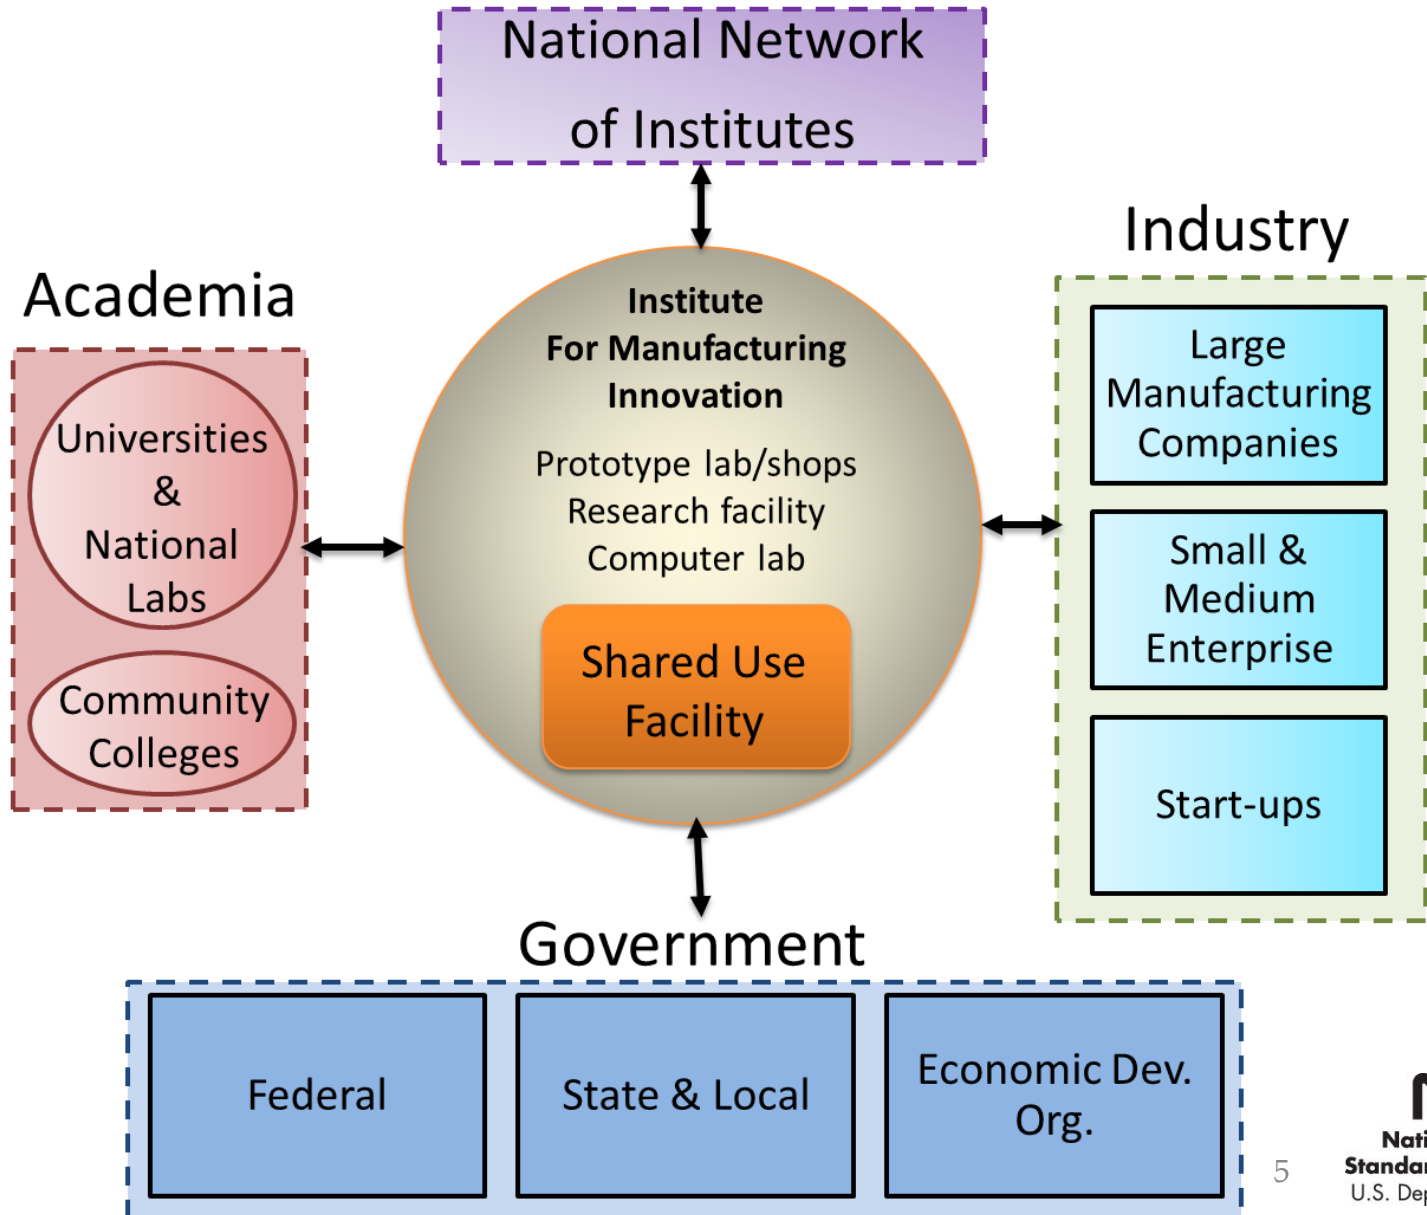 National Network
of Institutes
Industry
Academia
Institute
For Manufacturing
Innovation
Prototype lab/shops
Research facility
Computer lab
Shared Use
Facility
Universities
&
National
Labs
Community
Colleges
Large
Manufacturing
Companies
Small &
Medium
Enterprise
Start-ups
Government
Federal
State & Local
Economic Dev.
Org.
5
U.S.